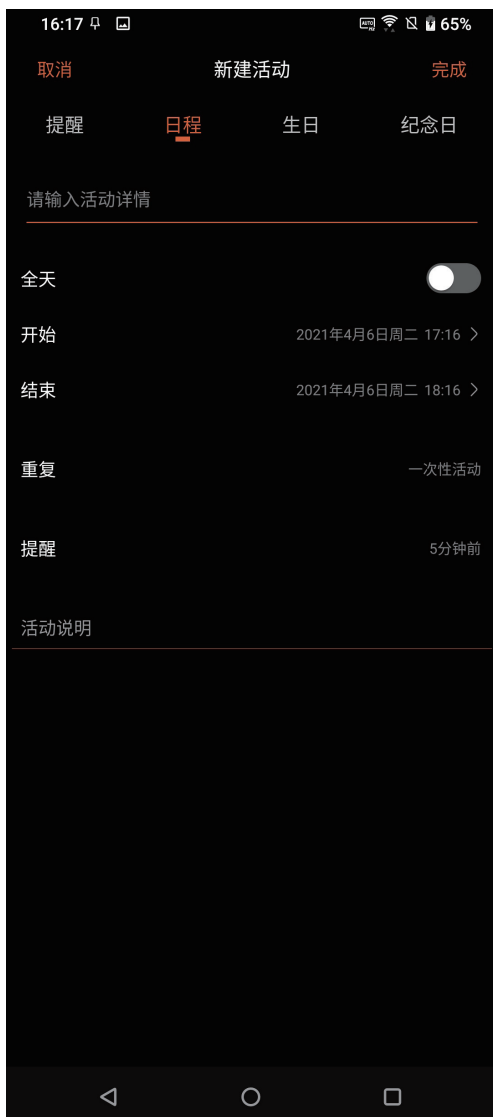 16:17 65%
取消 新建活动 完成
提醒 日程 生日 纪念日
请输入活动详情
全天
开始 2021年4月6日周二 17:16
结束 2021年4月6日周二 18:16
重复 一次性活动
提醒 5分钟前
活动说明